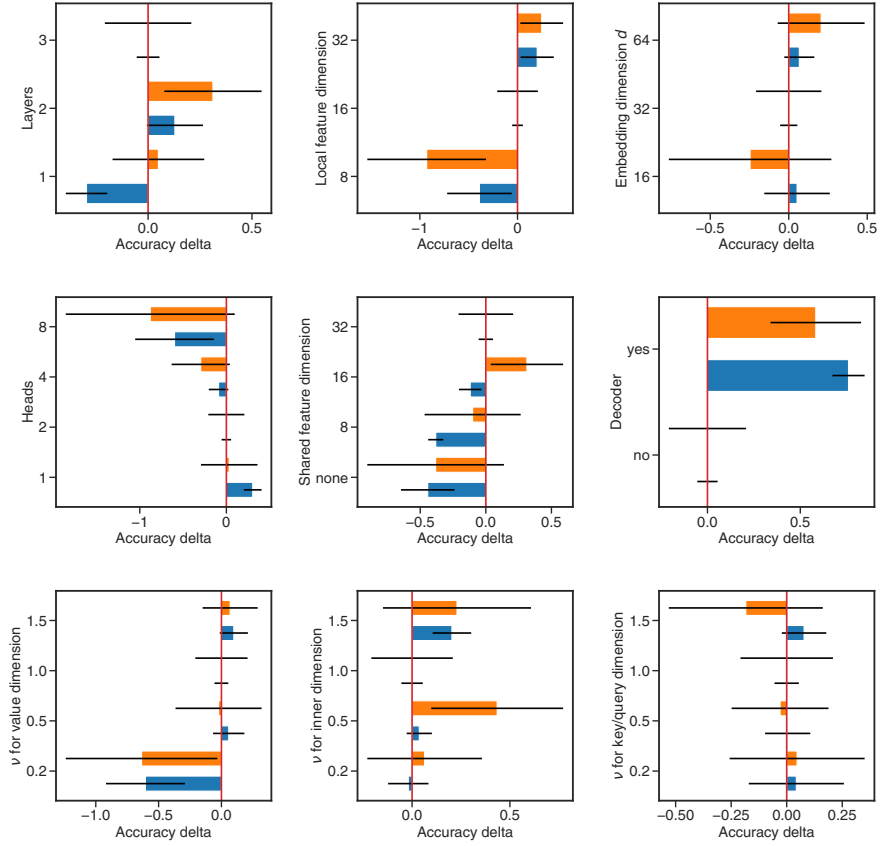 Layers
3
2
1
0.0 0.5
Accuracy delta
Local feature dimension
32
16
8
−1 0
Accuracy delta
Embedding dimension d
64
32
16
−0.5 0.0 0.5
Accuracy delta
Heads
8
4
2
1
−1 0
Accuracy delta
Shared feature dimension
32
16
8
none
−0.5 0.0 0.5
Accuracy delta
Decoder
yes
no
0.0 0.5
Accuracy delta
ν for value dimension
1.5
1.0
0.5
0.2
−1.0 −0.5 0.0
Accuracy delta
ν for inner dimension
1.5
1.0
0.5
0.2
0.0 0.5
Accuracy delta
ν for key/query dimension
1.5
1.0
0.5
0.2
−0.50 −0.25 0.00 0.25
Accuracy delta